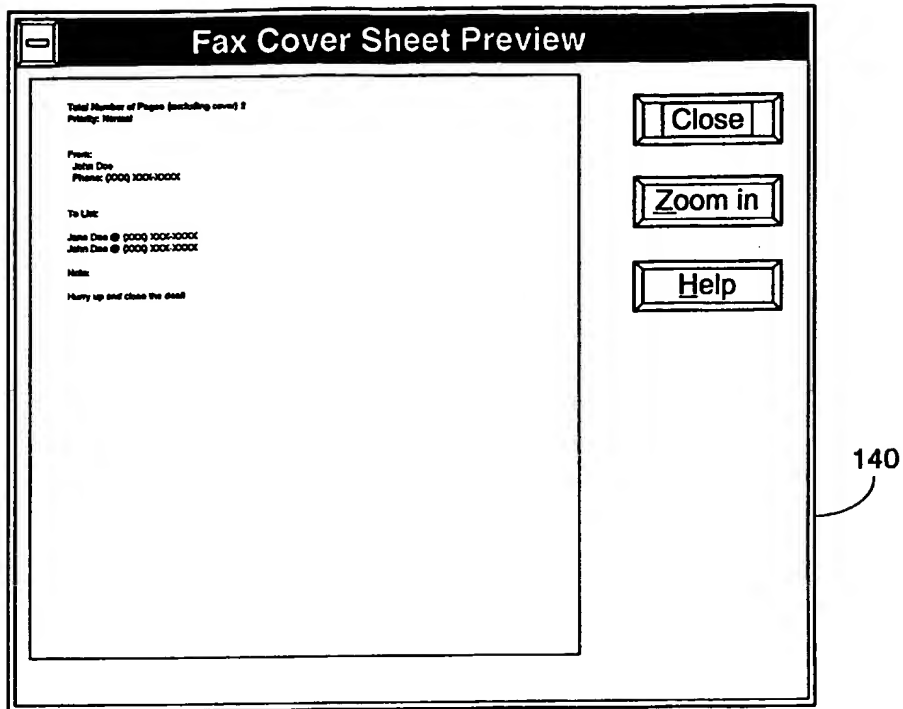 Fax Cover Sheet Preview
Total Number of Pages (excluding cover) 2
Priority: Normal
From:
John Doe
Phone: (XXX) XXX-XXXX
To List:
Jane Doe @ (XXX) XXX-XXXX
John Doe @ (XXX) XXX-XXXX
Note:
Hurry up and close the deal!
Close
Zoom in
Help
140